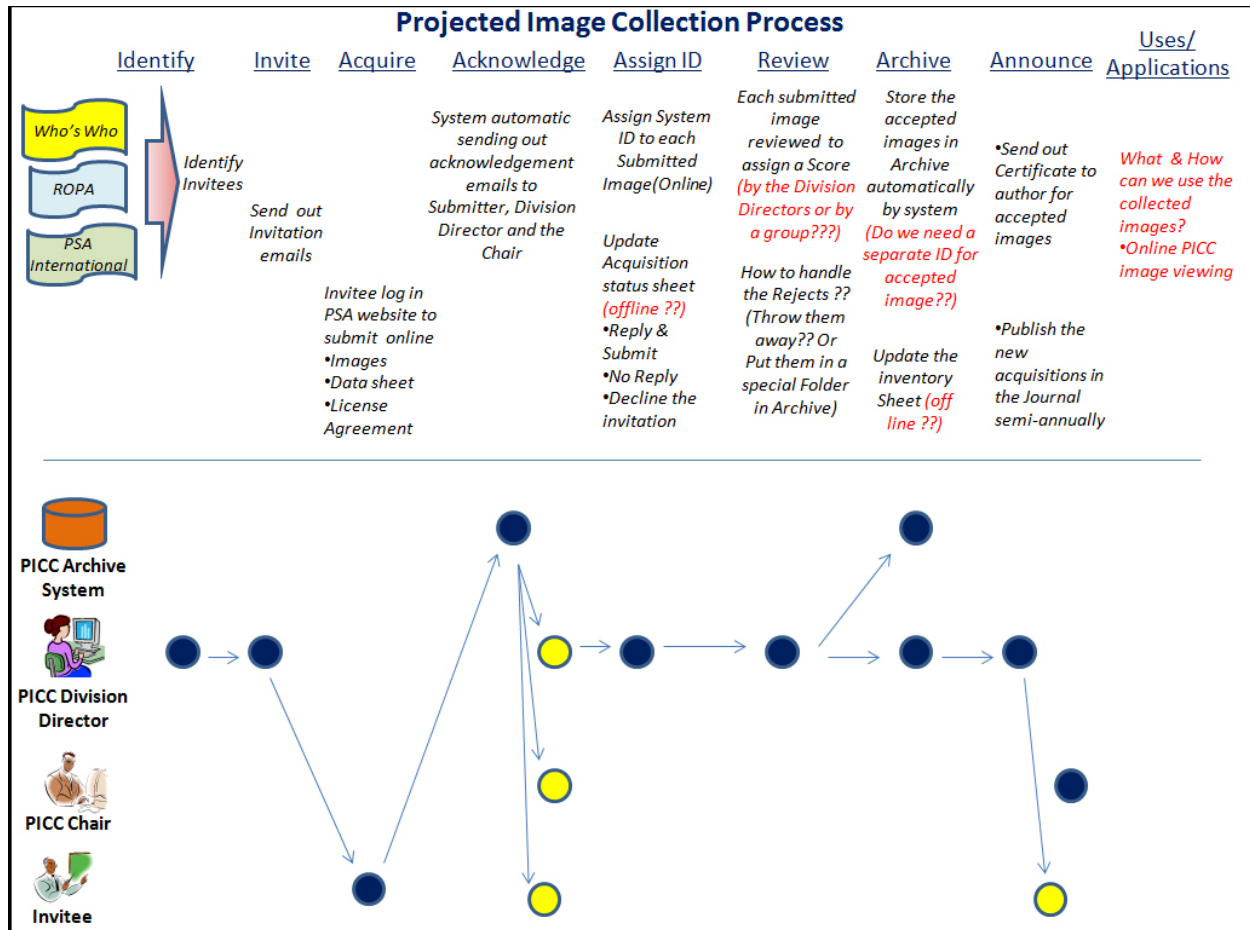 Projected Image Collection Process
Identify
Invite
Acquire
Acknowledge
Assign ID
Review
Archive
Announce
Uses/
Applications
Who's Who
ROPA
PSA
International
Identify
Invitees
Send out
Invitation
emails
Invitee log in
PSA website to
submit online
•Images
•Data sheet
•License
Agreement
System automatic
sending out
acknowledgement
emails to
Submitter, Division
Director and the
Chair
Assign System
ID to each
Submitted
Image(Online)
Update
Acquisition
status sheet
(offline ??)
•Reply &
Submit
•No Reply
•Decline the
invitation
Each submitted
image
reviewed to
assign a Score
(by the Division
Directors or by
a group???)
How to handle
the Rejects ??
(Throw them
away?? Or
Put them in a
special Folder
in Archive)
Store the
accepted
images in
Archive
automatically
by system
(Do we need a
separate ID for
accepted
image??)
Update the
inventory
Sheet (off
line ??)
•Send out
Certificate to
author for
accepted
images
•Publish the
new
acquisitions in
the Journal
semi-annually
What & How
can we use the
collected
images?
•Online PICC
image viewing
PICC Archive
System
PICC Division
Director
PICC Chair
Invitee